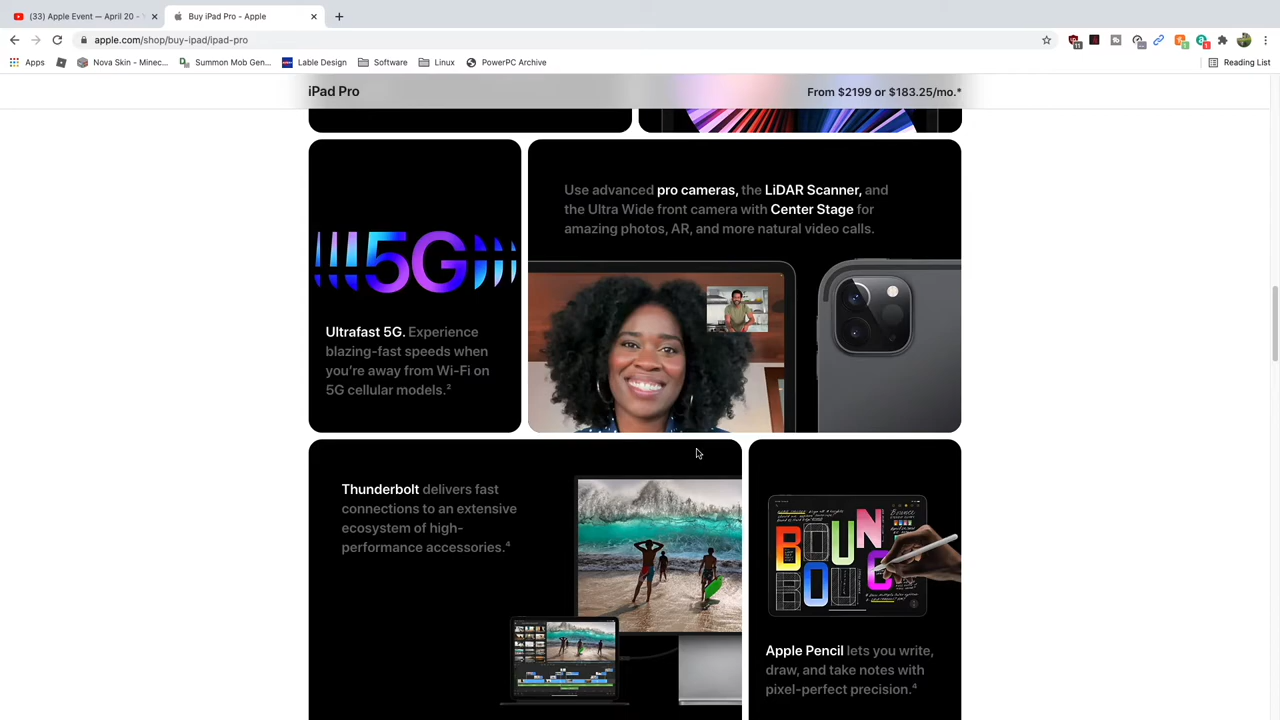 (33) Apple Event — April 20 -
Buy iPad Pro - Apple
apple.com/shop/buy-ipad/ipad-pro
Apps
Nova Skin - Minec...
Summon Mob Gen...
Lable Design
Software
Linux
PowerPC Archive
Reading List
iPad Pro
From $2199 or $183.25/mo.*
Use advanced pro cameras, the LiDAR Scanner, and
the Ultra Wide front camera with Center Stage for
amazing photos, AR, and more natural video calls.
5G
Ultrafast 5G. Experience
blazing-fast speeds when
you're away from Wi-Fi on
5G cellular models.²
Thunderbolt delivers fast
connections to an extensive
ecosystem of high-
performance accessories.⁴
BOUN
BOUC
Apple Pencil lets you write,
draw, and take notes with
pixel-perfect precision.⁴